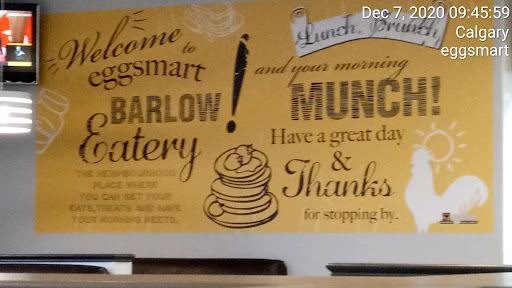 Dec 7, 2020 09:45:59
Calgary
eggsmart
Welcome to
eggsmart
BARLOW
Eatery
!
THE NEIGHBOURHOOD
PLACE WHERE
YOU CAN GET YOUR
EATS, TREATS AND HAVE
YOUR MORNING MEETS.
Lunch, Brunch,
and your morning
MUNCH!
Have a great day
&
Thanks
for stopping by.